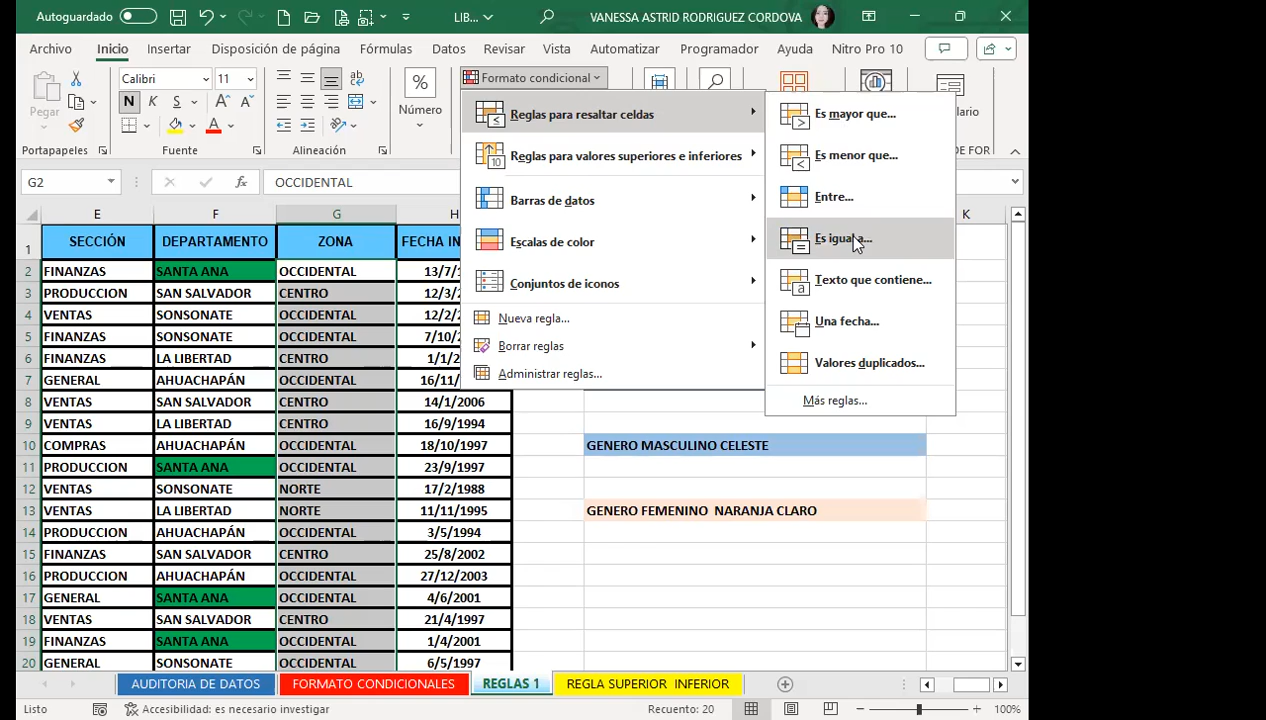 Autoguardado
LIB...
VANESSA ASTRID RODRIGUEZ CORDOVA
Archivo Inicio Insertar Disposición de página Fórmulas Datos Revisar Vista Automatizar Programador Ayuda Nitro Pro 10
Pegar
Portapapeles
Calibri 11
N K S
Fuente
Alineación
Número
Formato condicional
Reglas para resaltar celdas
Reglas para valores superiores e inferiores
Barras de datos
Escalas de color
Conjuntos de iconos
Nueva regla...
Borrar reglas
Administrar reglas...
Es mayor que...
Es menor que...
Entre...
Es igual a...
Texto que contiene...
Una fecha...
Valores duplicados...
Más reglas...
G2 fx OCCIDENTAL
E F G H K
1 SECCIÓN DEPARTAMENTO ZONA FECHA IN
2 FINANZAS SANTA ANA OCCIDENTAL 13/7/
3 PRODUCCION SAN SALVADOR CENTRO 12/3/
4 VENTAS SONSONATE OCCIDENTAL 12/2/
5 FINANZAS SONSONATE OCCIDENTAL 7/10/
6 FINANZAS LA LIBERTAD CENTRO 1/1/
7 GENERAL AHUACHAPÁN OCCIDENTAL 16/11/
8 VENTAS SAN SALVADOR CENTRO 14/1/2006
9 VENTAS LA LIBERTAD CENTRO 16/9/1994
10 COMPRAS AHUACHAPÁN OCCIDENTAL 18/10/1997 GENERO MASCULINO CELESTE
11 PRODUCCION SANTA ANA OCCIDENTAL 23/9/1997
12 VENTAS SONSONATE NORTE 17/2/1988
13 VENTAS LA LIBERTAD NORTE 11/11/1995 GENERO FEMENINO NARANJA CLARO
14 PRODUCCION AHUACHAPÁN OCCIDENTAL 3/5/1994
15 FINANZAS SAN SALVADOR CENTRO 25/8/2002
16 PRODUCCION AHUACHAPÁN OCCIDENTAL 27/12/2003
17 GENERAL SANTA ANA OCCIDENTAL 4/6/2001
18 VENTAS SAN SALVADOR CENTRO 21/4/1997
19 FINANZAS SANTA ANA OCCIDENTAL 1/4/2001
20 GENERAL SONSONATE OCCIDENTAL 6/5/1997
AUDITORIA DE DATOS FORMATO CONDICIONALES REGLAS 1 REGLA SUPERIOR INFERIOR
Listo Accesibilidad: es necesario investigar Recuento: 20 100%